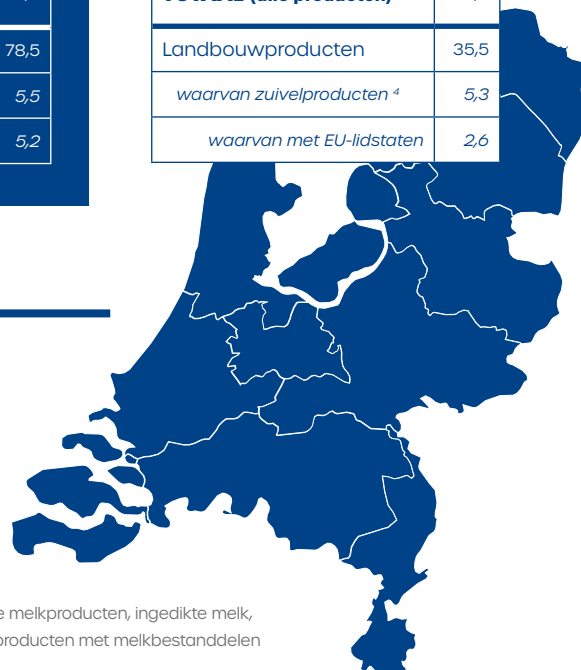 78,5
5,5
5,2
Landbouwproducten 35,5
waarvan zuivelproducten ⁴ 5,3
waarvan met EU-lidstaten 2,6
melkproducten, ingedikte melk,
producten met melkbestanddelen